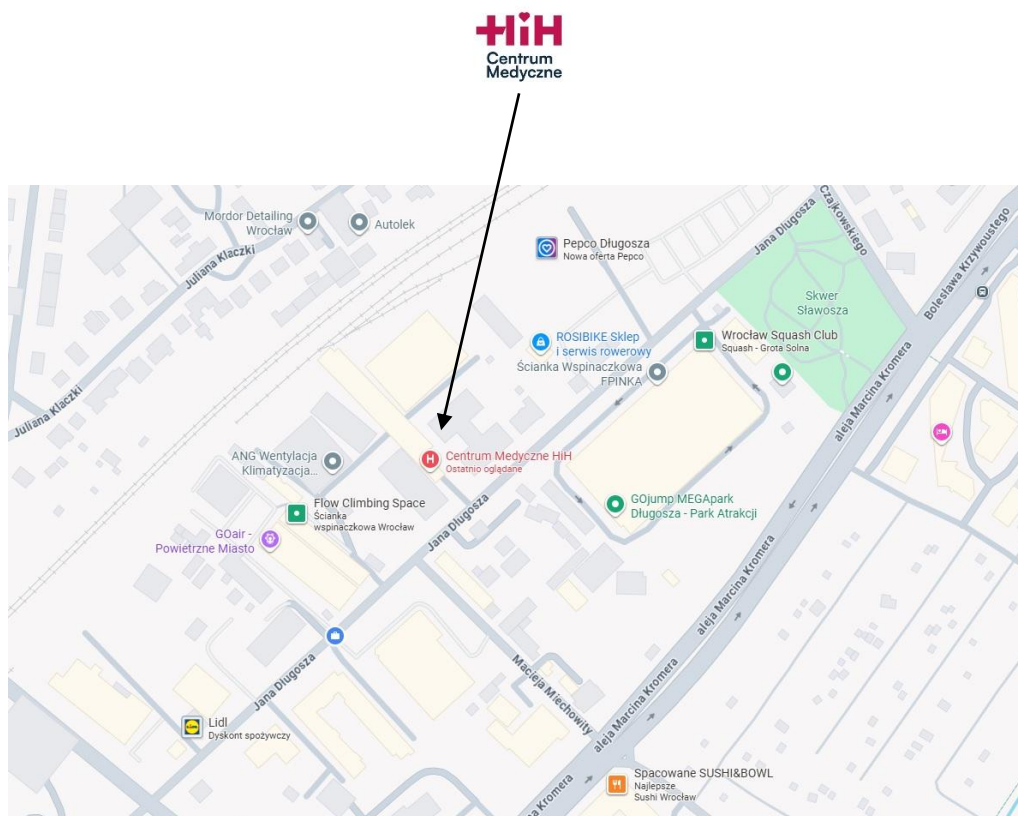 HiH
Centrum
Medyczne
Mordor Detailing
Wrocław
Autolek
Juliana Klaczki
Pepco Długosza
Nowa oferta Pepco
Jana Długosza
Czajkowskiego
Bolesława Krzywoustego
Skwer
Sławosza
ROSIBIKE Sklep
i serwis rowerowy
Ścianka Wspinaczkowa
FPINKA
Wrocław Squash Club
Squash - Grota Solna
aleja Marcina Kromera
Juliana Klaczki
ANG Wentylacja
Klimatyzacja...
H
Centrum Medyczne HiH
Ostatnio oglądane
Flow Climbing Space
Ścianka
wspinaczkowa Wrocław
GOjump MEGApark
Długosza - Park Atrakcji
GOair -
Powietrzne Miasto
Jana Długosza
aleja Marcina Kromera
Jana Długosza
Macieja Miechowity
aleja Marcina Kromera
Lidl
Dyskont spożywczy
Spacowane SUSHI&BOWL
Najlepsze
Sushi Wrocław
a Kromera